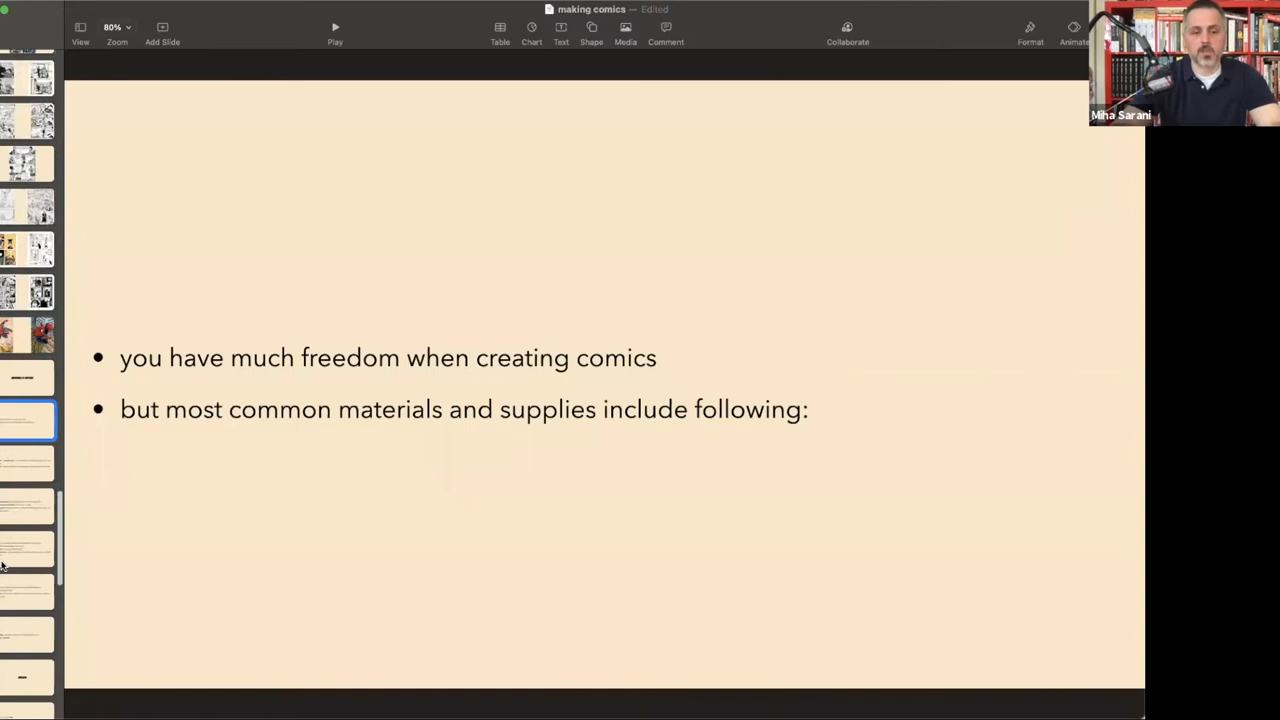 making comics — Edited
80%
View
Zoom
Add Slide
Play
Table
Chart
Text
Shape
Media
Comment
Collaborate
Format
Animate
Miha Sarani
• you have much freedom when creating comics
• but most common materials and supplies include following: